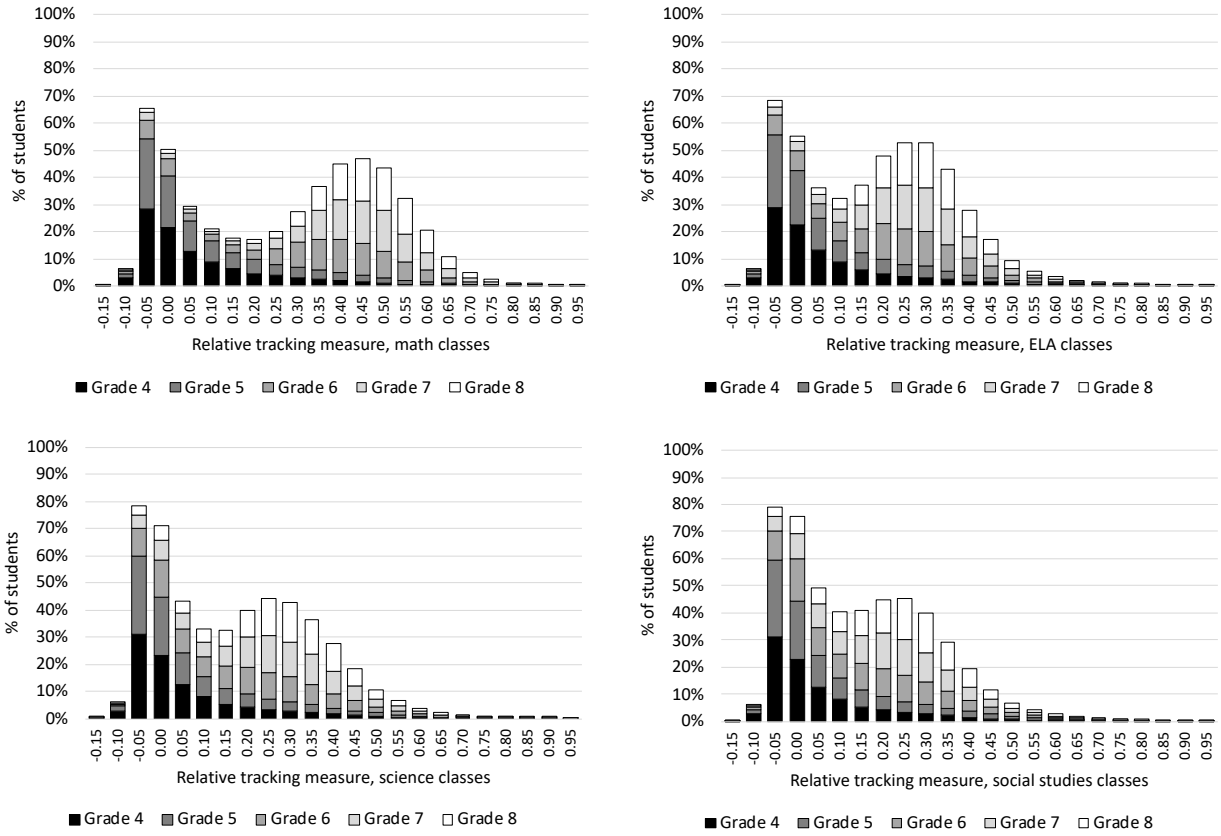 100%
90%
80%
70%
60%
50%
40%
30%
20%
10%
0%
% of students
-0.15 -0.10 -0.05 0.00 0.05 0.10 0.15 0.20 0.25 0.30 0.35 0.40 0.45 0.50 0.55 0.60 0.65 0.70 0.75 0.80 0.85 0.90 0.95
Relative tracking measure, math classes
Grade 4 Grade 5 Grade 6 Grade 7 Grade 8
100%
90%
80%
70%
60%
50%
40%
30%
20%
10%
0%
% of students
-0.15 -0.10 -0.05 0.00 0.05 0.10 0.15 0.20 0.25 0.30 0.35 0.40 0.45 0.50 0.55 0.60 0.65 0.70 0.75 0.80 0.85 0.90 0.95
Relative tracking measure, ELA classes
Grade 4 Grade 5 Grade 6 Grade 7 Grade 8
100%
90%
80%
70%
60%
50%
40%
30%
20%
10%
0%
% of students
-0.15 -0.10 -0.05 0.00 0.05 0.10 0.15 0.20 0.25 0.30 0.35 0.40 0.45 0.50 0.55 0.60 0.65 0.70 0.75 0.80 0.85 0.90 0.95
Relative tracking measure, science classes
Grade 4 Grade 5 Grade 6 Grade 7 Grade 8
100%
90%
80%
70%
60%
50%
40%
30%
20%
10%
0%
% of students
-0.15 -0.10 -0.05 0.00 0.05 0.10 0.15 0.20 0.25 0.30 0.35 0.40 0.45 0.50 0.55 0.60 0.65 0.70 0.75 0.80 0.85 0.90 0.95
Relative tracking measure, social studies classes
Grade 4 Grade 5 Grade 6 Grade 7 Grade 8